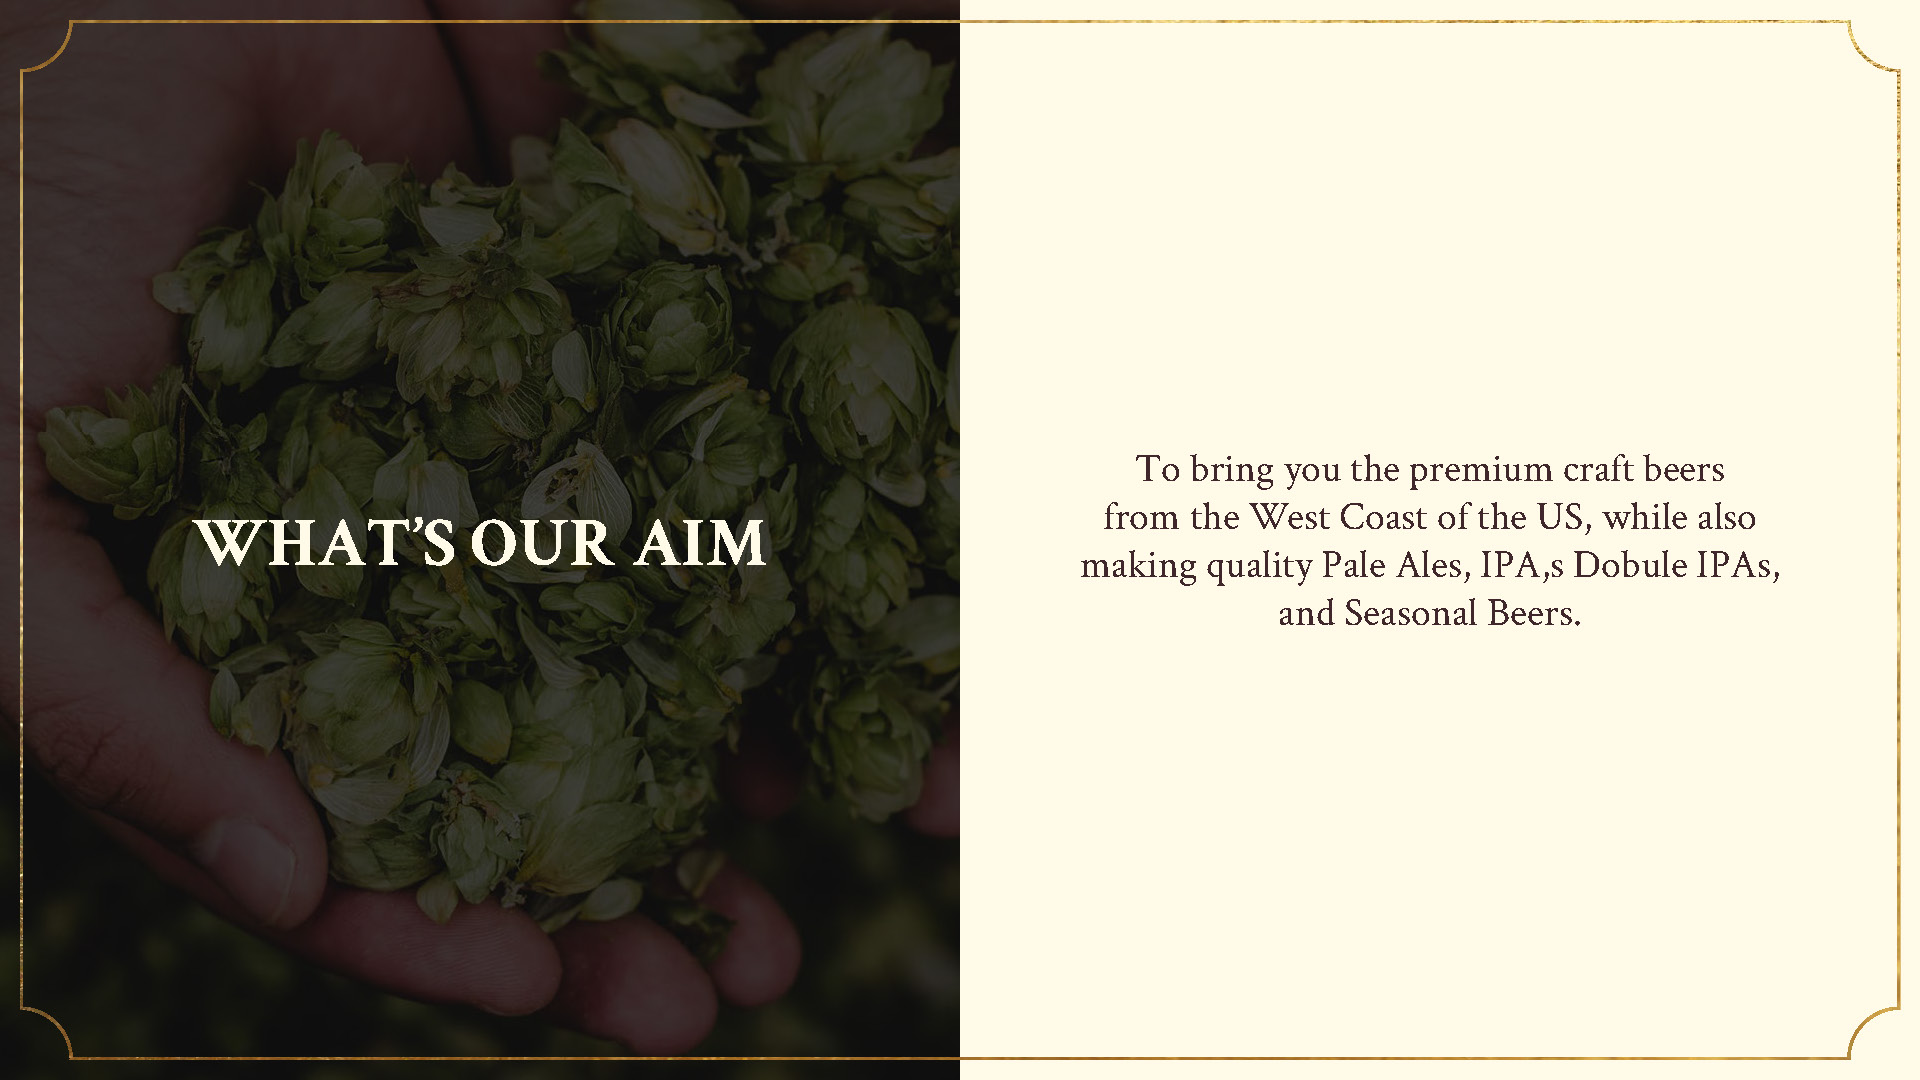 WHAT’S OUR AIM
To bring you the premium craft beers
from the West Coast of the US, while also
making quality Pale Ales, IPA,s Dobule IPAs,
and Seasonal Beers.